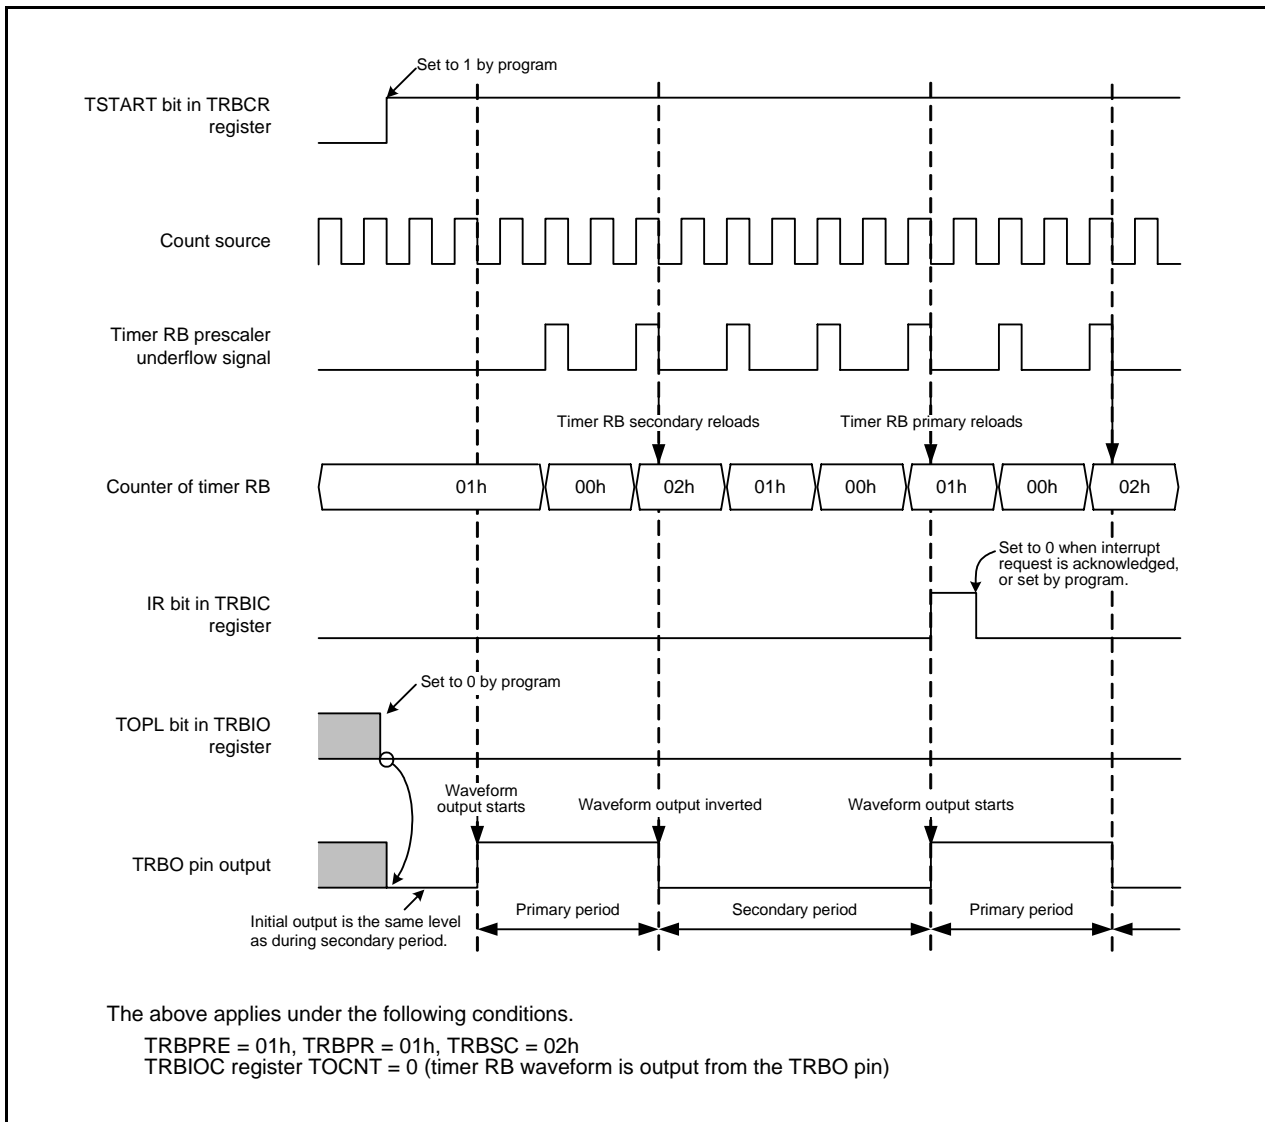 Set to 1 by program
TSTART bit in TRBCR
register
Count source
Timer RB prescaler
underflow signal
Timer RB secondary reloads
Timer RB primary reloads
Counter of timer RB
01h
00h
02h
01h
00h
01h
00h
02h
Set to 0 when interrupt
request is acknowledged,
or set by program.
IR bit in TRBIC
register
Set to 0 by program
TOPL bit in TRBIO
register
Waveform
output starts
Waveform output inverted
Waveform output starts
TRBO pin output
Initial output is the same level
as during secondary period.
Primary period
Secondary period
Primary period
The above applies under the following conditions.
TRBPRE = 01h, TRBPR = 01h, TRBSC = 02h
TRBIOC register TOCNT = 0 (timer RB waveform is output from the TRBO pin)